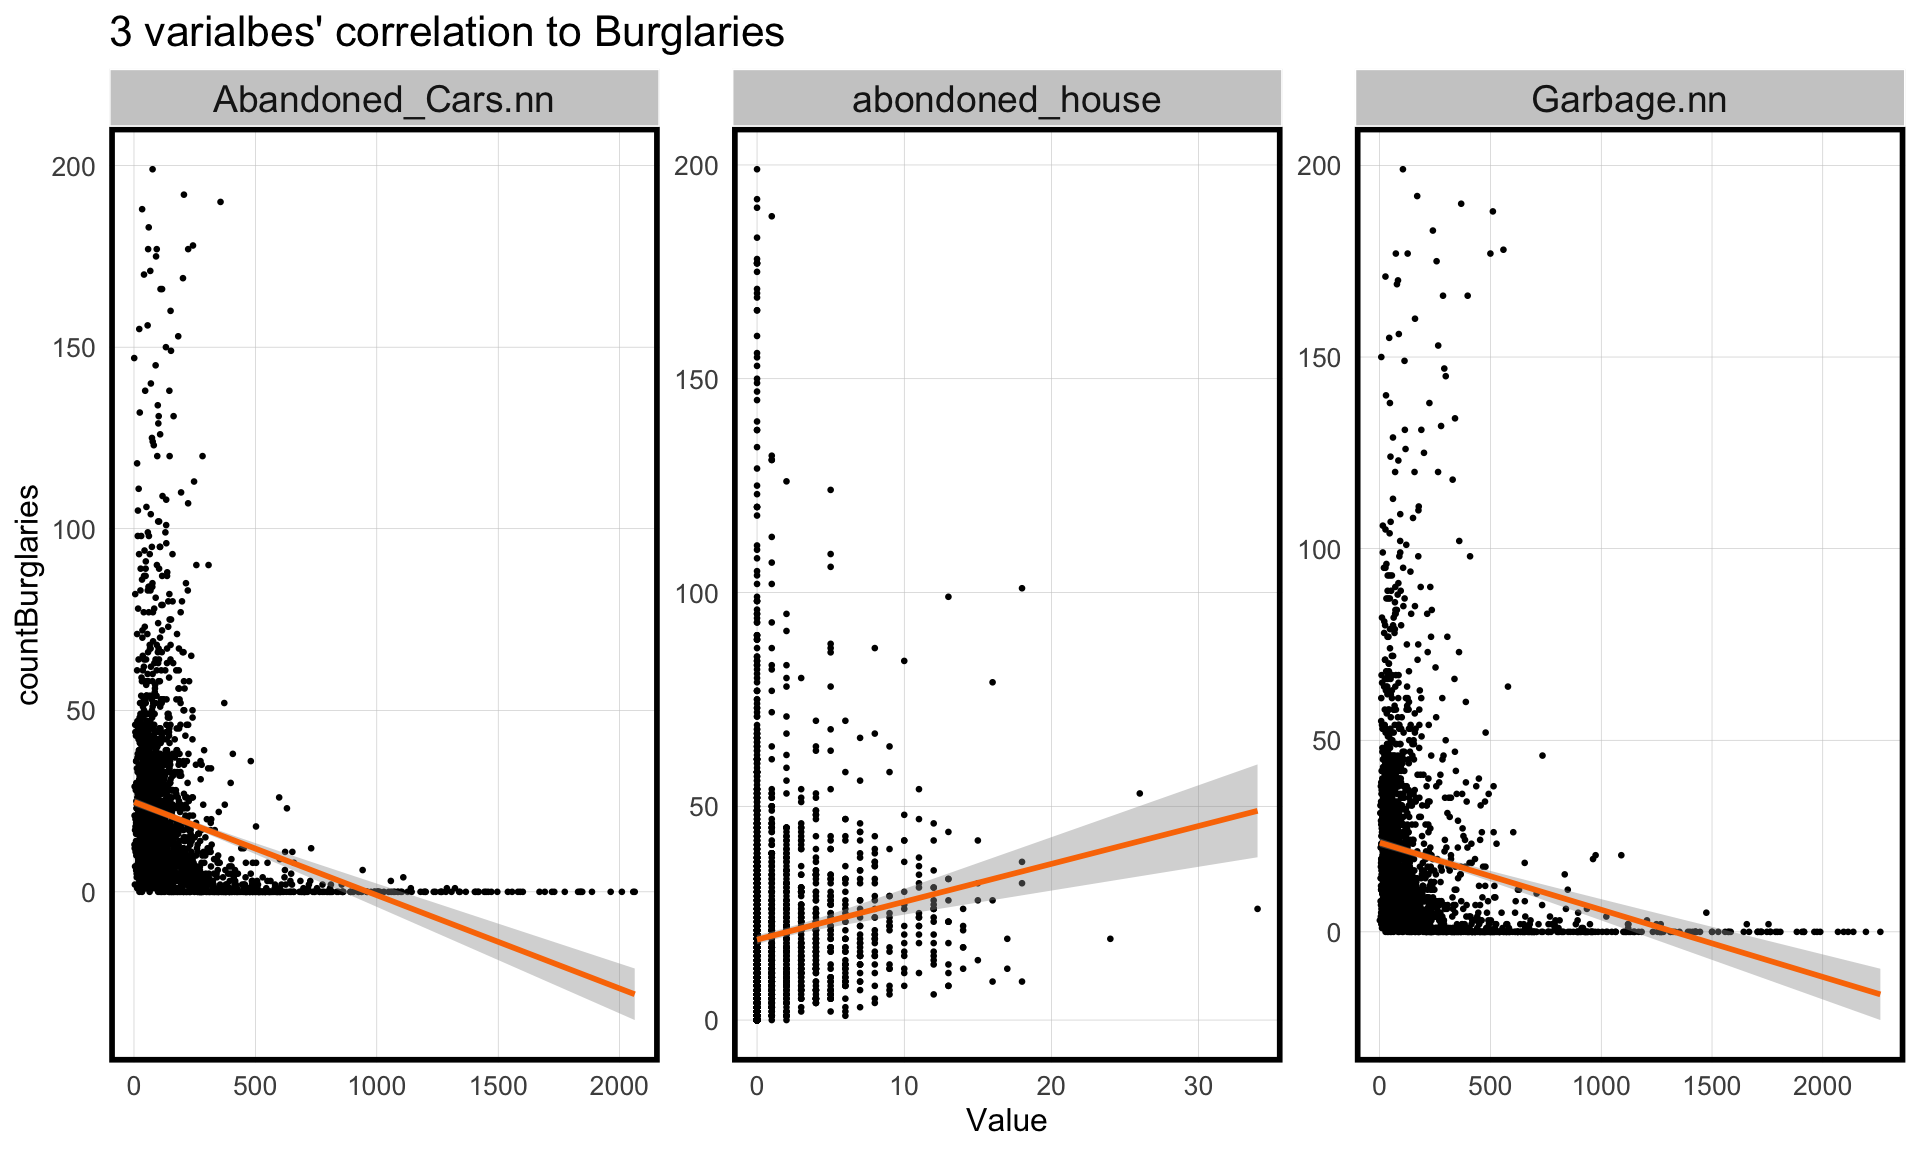 3 varialbes' correlation to Burglaries
Abandoned_Cars.nn
abondoned_house
Garbage.nn
countBurglaries
200
150
100
50
0
200
150
100
50
0
200
150
100
50
0
0 500 1000 1500 2000
0 10 20 30
0 500 1000 1500 2000
Value